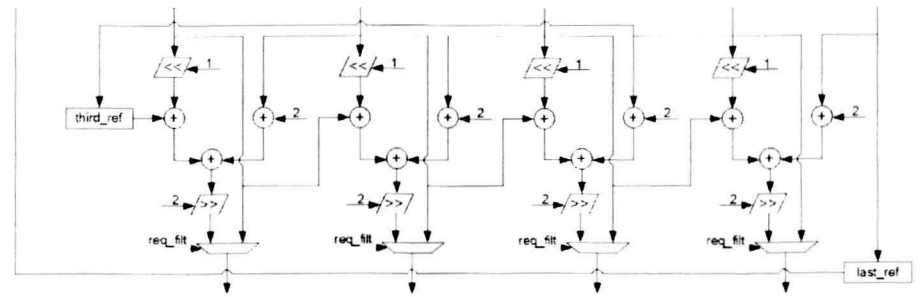 << 1 << 1 << 1 << 1
third_ref + + 2 + + 2 + + 2 + + 2
+ + + +
2 >> 2 >> 2 >> 2 >>
req_filt req_filt req_filt req_filt
last_ref